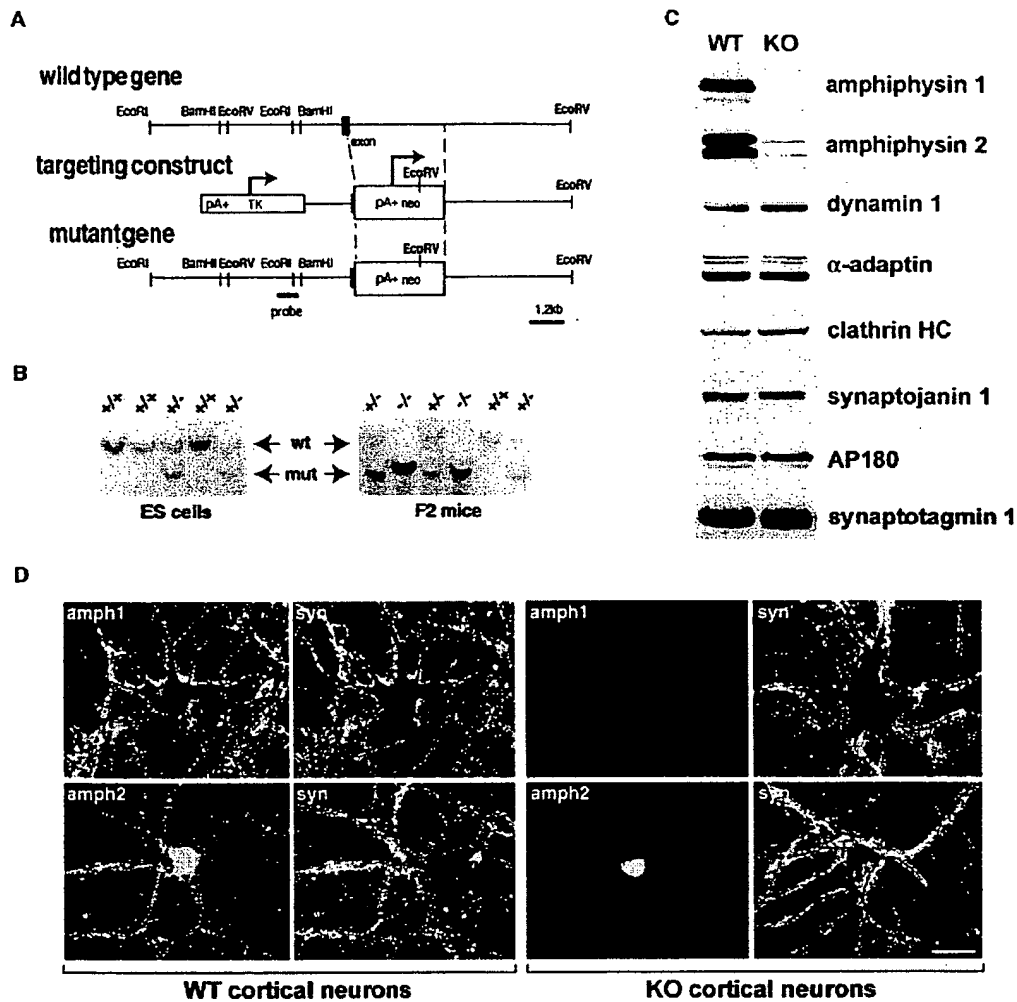 A
wild type gene
EcoRI BamHI EcoRV EcoRI BamHI EcoRV
exon
targeting construct
EcoRV EcoRV
pA+ TK pA+ neo
mutant gene
EcoRI BamHI EcoRV EcoRI BamHI EcoRV EcoRV
pA+ neo
probe
1.2kb
B
+/+ +/+ +/- +/+ +/-
+/- -/- +/- -/- +/+ +/-
wt
mut
ES cells
F2 mice
C
WT KO
amphiphysin 1
amphiphysin 2
dynamin 1
α-adaptin
clathrin HC
synaptojanin 1
AP180
synaptotagmin 1
D
amph1 syn amph1 syn
amph2 syn amph2 syn
WT cortical neurons
KO cortical neurons